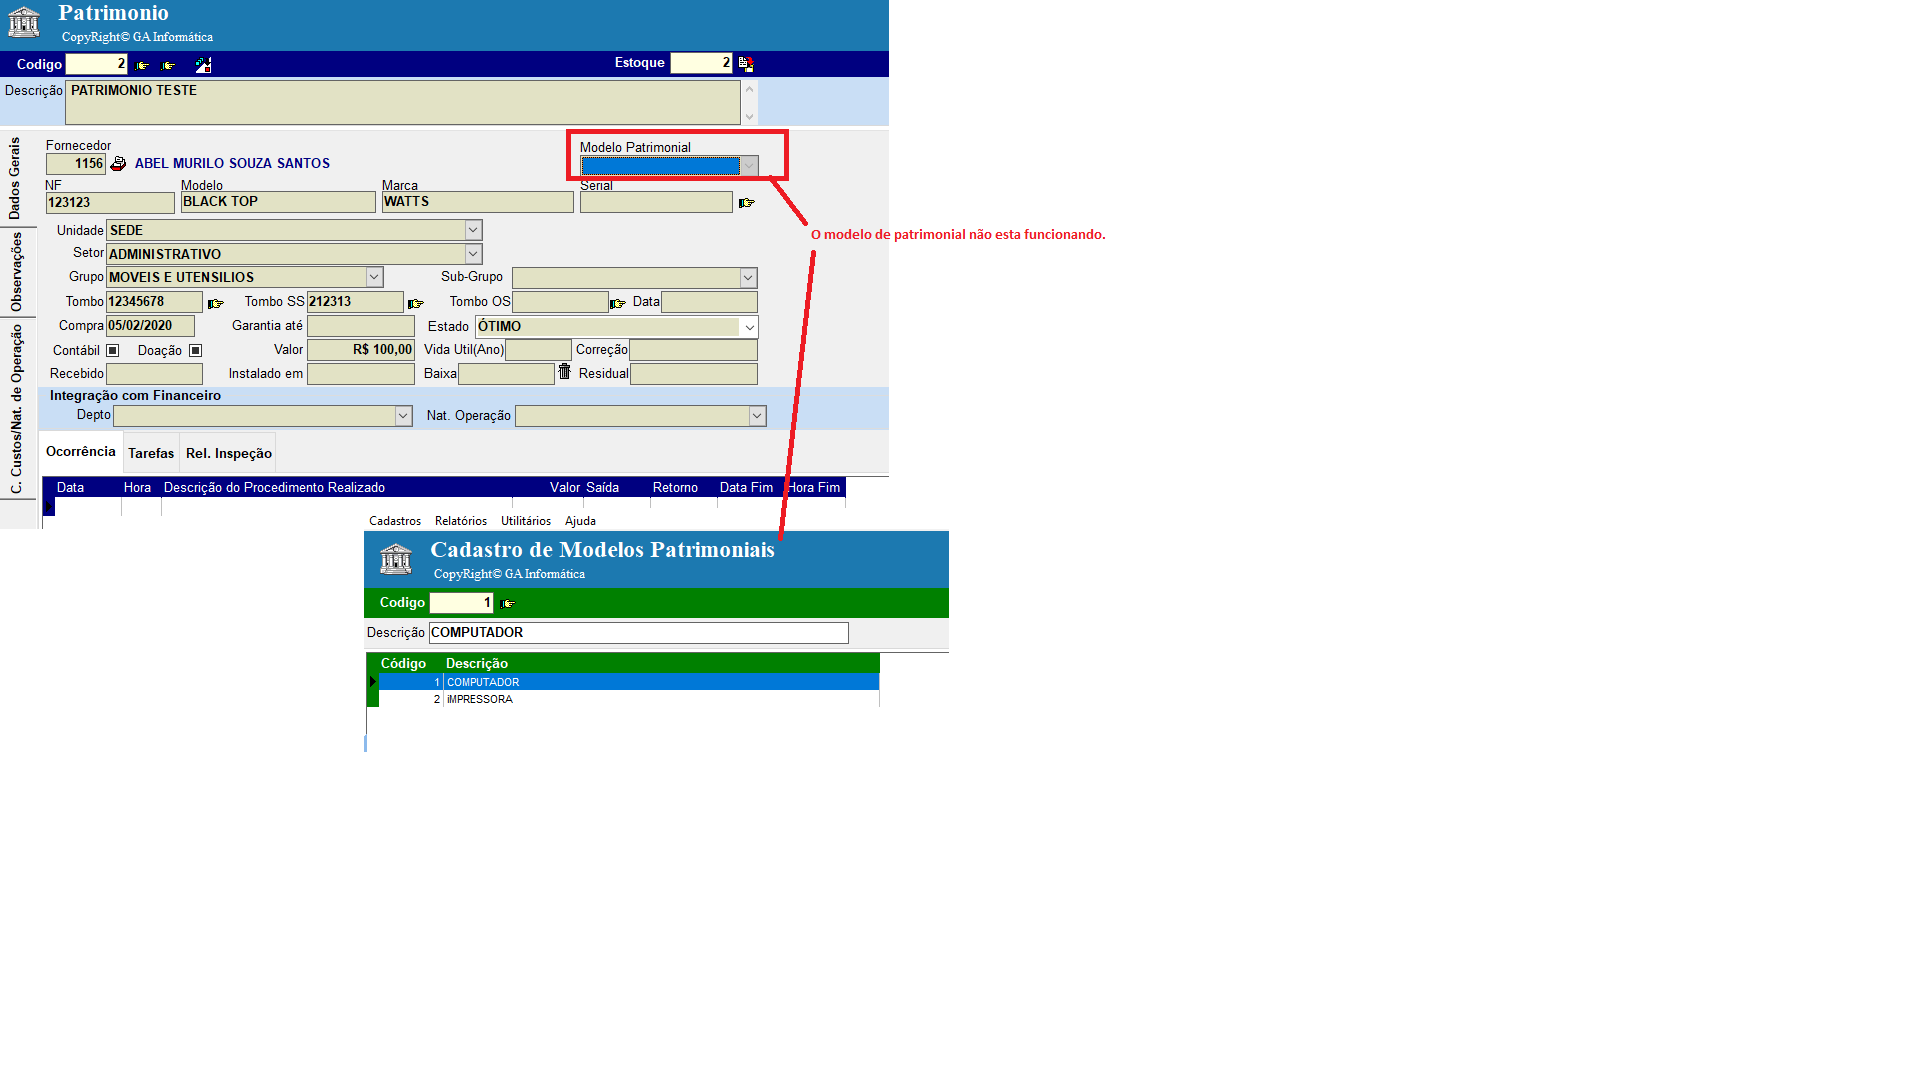 Patrimonio
CopyRight© GA Informática
Codigo 2 Estoque 2
Descrição PATRIMONIO TESTE
Dados Gerais
Observações
C. Custos/Nat. de Operação
Fornecedor Modelo Patrimonial
1156 ABEL MURILO SOUZA SANTOS
NF Modelo Marca Serial
123123 BLACK TOP WATTS
Unidade SEDE
O modelo de patrimonial não esta funcionando.
Setor ADMINISTRATIVO
Grupo MOVEIS E UTENSILIOS Sub-Grupo
Tombo 12345678 Tombo SS 212313 Tombo OS Data
Compra 05/02/2020 Garantia até Estado ÓTIMO
Contábil Doação Valor R$ 100,00 Vida Util(Ano) Correção
Recebido Instalado em Baixa Residual
Integração com Financeiro
Depto Nat. Operação
Ocorrência Tarefas Rel. Inspeção
Data Hora Descrição do Procedimento Realizado Valor Saída Retorno Data Fim Hora Fim
Cadastros Relatórios Utilitários Ajuda
Cadastro de Modelos Patrimoniais
CopyRight© GA Informática
Codigo 1
Descrição COMPUTADOR
Código Descrição
1 COMPUTADOR
2 iMPRESSORA